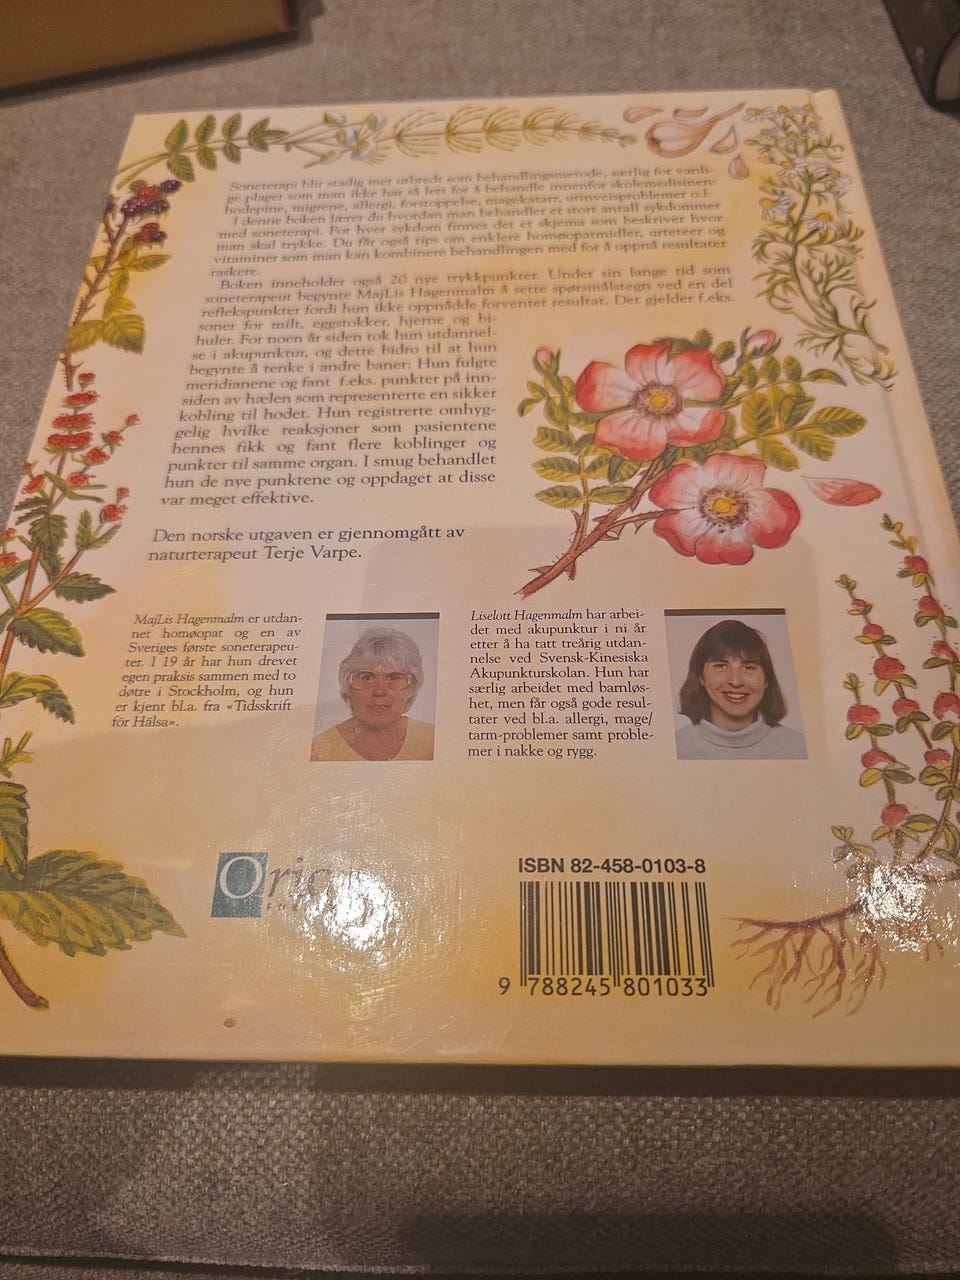 Soneterapi blir stadig mer utbredt som behandlingsmetode, særlig for vanli-
ge plager som man ikke har så lett for å behandle innenfor skolemedisinen:
hodepine, migrene, allergi, forstoppelse, magekatarr, urinveisproblemer o.l.
I denne boken lærer du hvordan man behandler et stort antall sykdommer
med soneterapi. For hver sykdom finnes det et skjema som beskriver hvor
man skal trykke. Du får også tips om enklere homøopatmidler, urteteer og
vitaminer som man kan kombinere behandlingen med for å oppnå resultater
raskere.
Boken inneholder også 20 nye trykkpunkter. Under sin lange tid som
soneterapeut begynte MajLis Hagenmalm å sette spørsmålstegn ved en del
reflekspunkter fordi hun ikke oppnådde forventet resultat. Det gjelder f.eks.
soner for milt, eggstokker, hjerne og bi-
huler. For noen år siden tok hun utdannel-
se i akupunktur, og dette bidro til at hun
begynte å tenke i andre baner: Hun fulgte
meridianene og fant f.eks. punkter på inn-
siden av hælen som representerte en sikker
kobling til hodet. Hun registrerte omhyg-
gelig hvilke reaksjoner som pasientene
hennes fikk og fant flere koblinger og
punkter til samme organ. I smug behandlet
hun de nye punktene og oppdaget at disse
var meget effektive.
Den norske utgaven er gjennomgått av
naturterapeut Terje Varpe.
MajLis Hagenmalm er utdan-
net homøopat og en av
Sveriges første soneterapeu-
ter. I 19 år har hun drevet
egen praksis sammen med to
døtre i Stockholm, og hun
er kjent bl.a. fra «Tidsskrift
för Hälsa».
Liselott Hagenmalm har arbei-
det med akupunktur i ni år
etter å ha tatt treårig utdan-
nelse ved Svensk-Kinesiska
Akupunkturskolan. Hun har
særlig arbeidet med barnløs-
het, men får også gode resul-
tater ved bl.a. allergi, mage/
tarm-problemer samt proble-
mer i nakke og rygg.
ISBN 82-458-0103-8
9 788245 801033